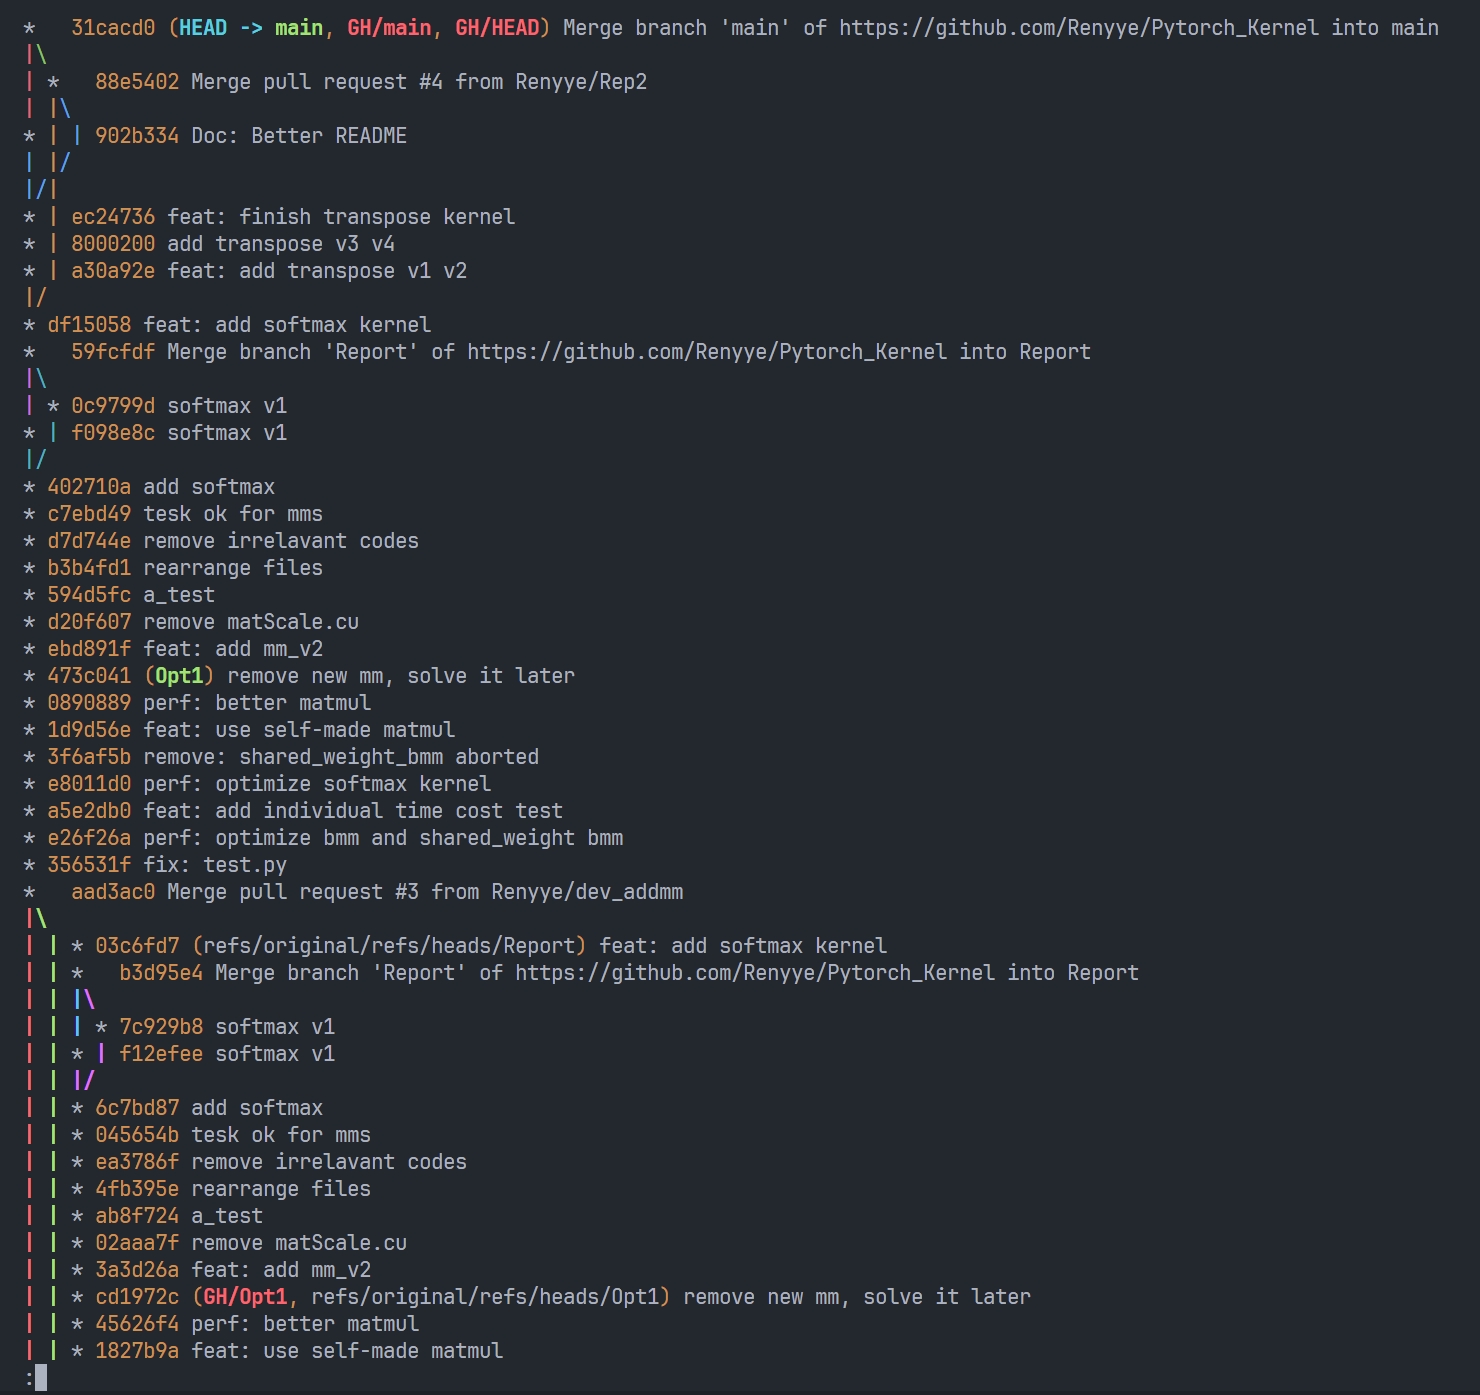 *   31cacd0 (HEAD -> main, GH/main, GH/HEAD) Merge branch 'main' of https://github.com/Renyye/Pytorch_Kernel into main
|\
| *   88e5402 Merge pull request #4 from Renyye/Rep2
| |\
* | | 902b334 Doc: Better README
| |/
|/|
* | ec24736 feat: finish transpose kernel
* | 8000200 add transpose v3 v4
* | a30a92e feat: add transpose v1 v2
|/
* df15058 feat: add softmax kernel
*   59fcfdf Merge branch 'Report' of https://github.com/Renyye/Pytorch_Kernel into Report
|\
| * 0c9799d softmax v1
* | f098e8c softmax v1
|/
* 402710a add softmax
* c7ebd49 tesk ok for mms
* d7d744e remove irrelavant codes
* b3b4fd1 rearrange files
* 594d5fc a_test
* d20f607 remove matScale.cu
* ebd891f feat: add mm_v2
* 473c041 (Opt1) remove new mm, solve it later
* 0890889 perf: better matmul
* 1d9d56e feat: use self-made matmul
* 3f6af5b remove: shared_weight_bmm aborted
* e8011d0 perf: optimize softmax kernel
* a5e2db0 feat: add individual time cost test
* e26f26a perf: optimize bmm and shared_weight bmm
* 356531f fix: test.py
*   aad3ac0 Merge pull request #3 from Renyye/dev_addmm
|\
| | * 03c6fd7 (refs/original/refs/heads/Report) feat: add softmax kernel
| | *   b3d95e4 Merge branch 'Report' of https://github.com/Renyye/Pytorch_Kernel into Report
| | |\
| | | * 7c929b8 softmax v1
| | * | f12efee softmax v1
| | |/
| | * 6c7bd87 add softmax
| | * 045654b tesk ok for mms
| | * ea3786f remove irrelavant codes
| | * 4fb395e rearrange files
| | * ab8f724 a_test
| | * 02aaa7f remove matScale.cu
| | * 3a3d26a feat: add mm_v2
| | * cd1972c (GH/Opt1, refs/original/refs/heads/Opt1) remove new mm, solve it later
| | * 45626f4 perf: better matmul
| | * 1827b9a feat: use self-made matmul
: